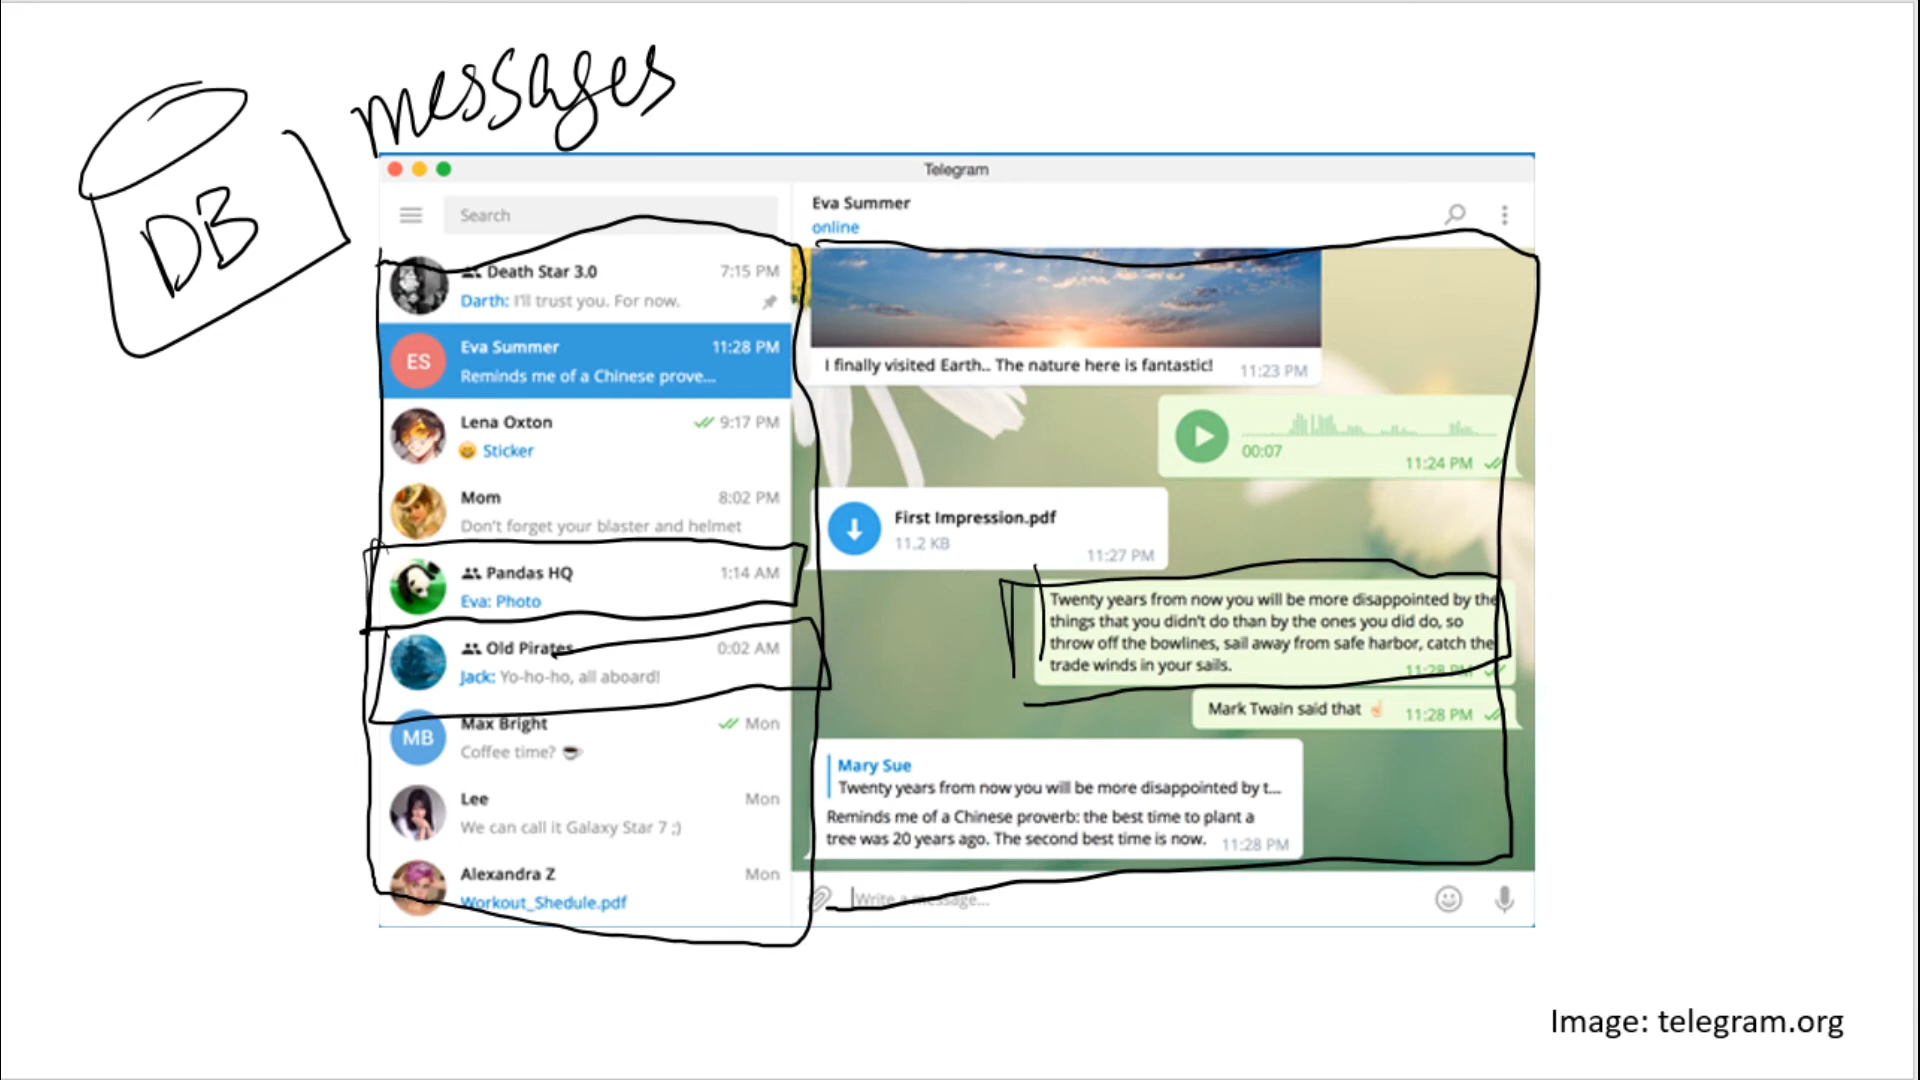 messages
DB
Telegram
Search
Death Star 3.0 7:15 PM
Darth: I'll trust you. For now.
ES
Eva Summer 11:28 PM
Reminds me of a Chinese prove...
Lena Oxton 9:17 PM
Sticker
Mom 8:02 PM
Don't forget your blaster and helmet
Pandas HQ 1:14 AM
Eva: Photo
Old Pirates 0:02 AM
Jack: Yo-ho-ho, all aboard!
MB
Max Bright Mon
Coffee time?
Lee Mon
We can call it Galaxy Star 7 ;)
Alexandra Z Mon
Workout_Shedule.pdf
Eva Summer
online
I finally visited Earth.. The nature here is fantastic! 11:23 PM
00:07
11:24 PM
First Impression.pdf
11.2 KB
11:27 PM
Twenty years from now you will be more disappointed by the
things that you didn't do than by the ones you did do, so
throw off the bowlines, sail away from safe harbor, catch the
trade winds in your sails. 11:28 PM
Mark Twain said that 11:28 PM
Mary Sue
Twenty years from now you will be more disappointed by t...
Reminds me of a Chinese proverb: the best time to plant a
tree was 20 years ago. The second best time is now. 11:28 PM
Write a message...
Image: telegram.org